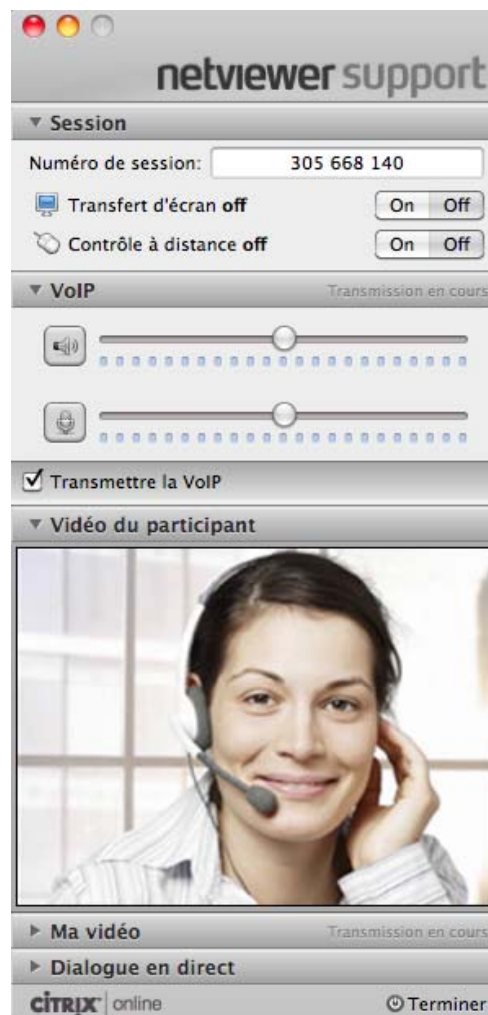 netviewer support
Session
Numéro de session: 305 668 140
Transfert d'écran off On Off
Contrôle à distance off On Off
VoIP Transmission en cours
Transmettre la VoIP
Vidéo du participant
Ma vidéo Transmission en cours
Dialogue en direct
CİTRIX online Terminer